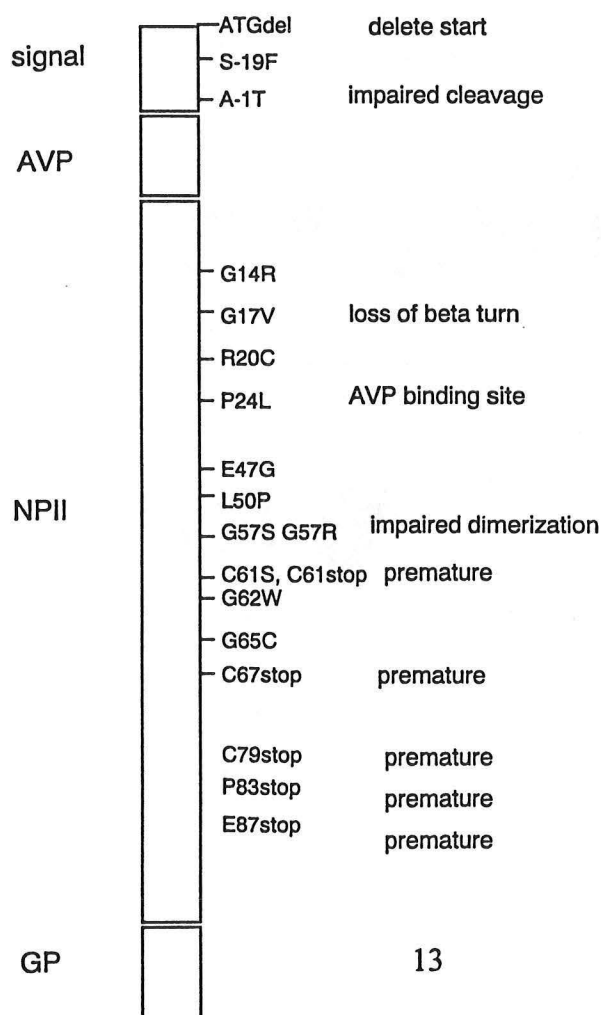 ATGdel delete start
signal
S-19F
A-1T impaired cleavage
AVP
G14R
G17V loss of beta turn
R20C
P24L AVP binding site
E47G
L50P
NPII
G57S G57R impaired dimerization
C61S, C61stop premature
G62W
G65C
C67stop premature
C79stop premature
P83stop premature
E87stop premature
GP
13